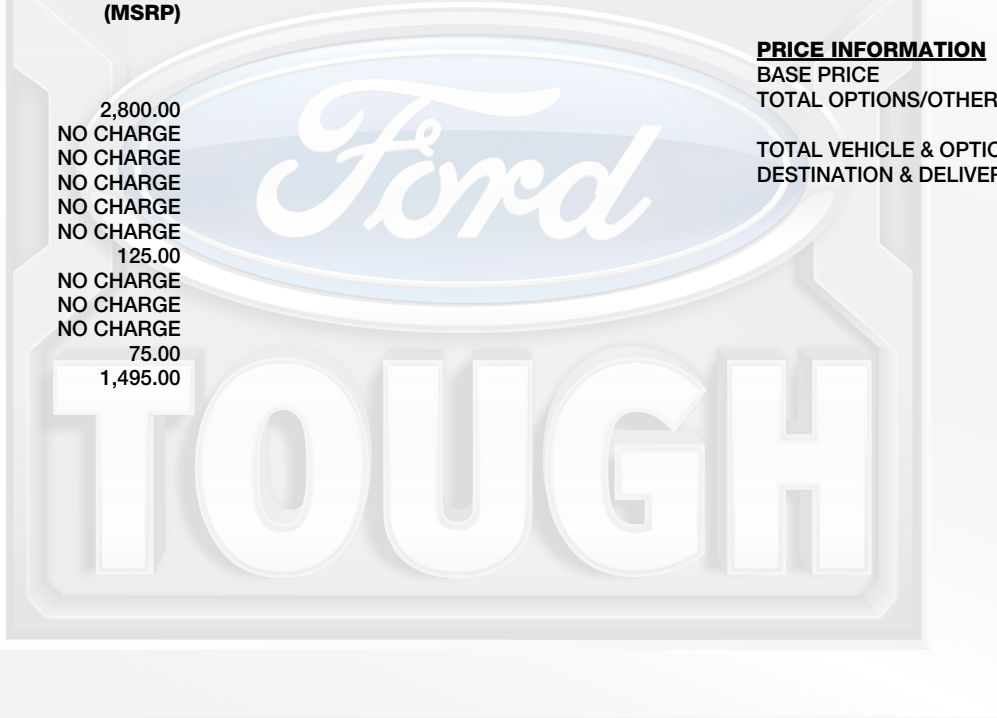 (MSRP)
2,800.00
NO CHARGE
NO CHARGE
NO CHARGE
NO CHARGE
NO CHARGE
125.00
NO CHARGE
NO CHARGE
NO CHARGE
75.00
1,495.00
PRICE INFORMATION
BASE PRICE
TOTAL OPTIONS/OTHER
TOTAL VEHICLE & OPTIO
DESTINATION & DELIVER
Ford
TOUGH